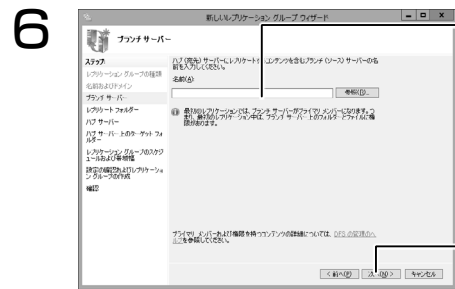 6
新しいレプリケーション グループ ウィザード
ブランチ サーバー
ステップ:
レプリケーション グループの種類
名前およびドメイン
ブランチ サーバー
レプリケート フォルダー
ハブ サーバー
ハブ サーバー上のターゲット フォ
ルダー
レプリケーション グループのスケジ
ュールおよび帯域幅
設定の確認およびレプリケーショ
ン グループの作成
確認
ハブ (宛先) サーバーにレプリケートするコンテンツを含むブランチ (ソース) サーバーの名
前を入力してください。
名前(A):
参照(R)...
最初のレプリケーションでは、ブランチ サーバーがプライマリ メンバーになります。つ
まり、最初のレプリケーション中は、ブランチ サーバー上のフォルダーとファイルに権
限があります。
プライマリ メンバーおよび権限を持つコンテンツの詳細については、DFS の管理のヘ
ルプを参照してください。
< 前へ(P)
次へ(N) >
キャンセル